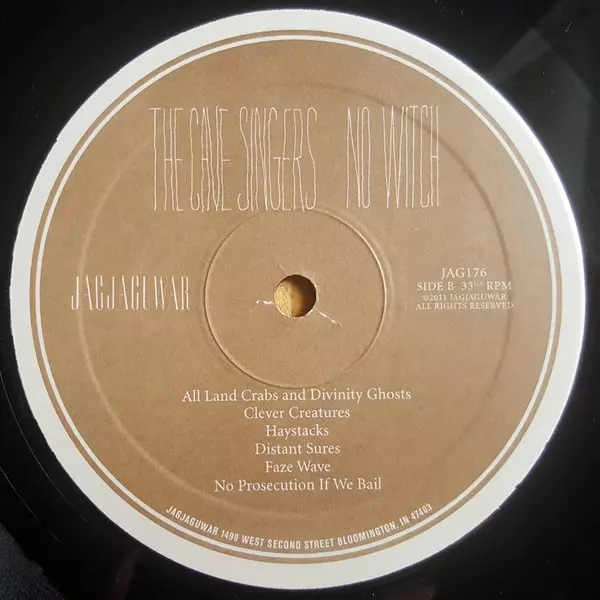 THE CAVE SINGERS NO WITCH
JAGJAGUWAR
JAG176
SIDE B 33 1/3 RPM
©2011 JAGJAGUWAR
ALL RIGHTS RESERVED
All Land Crabs and Divinity Ghosts
Clever Creatures
Haystacks
Distant Sures
Faze Wave
No Prosecution If We Bail
JAGJAGUWAR 1499 WEST SECOND STREET BLOOMINGTON, IN 47403